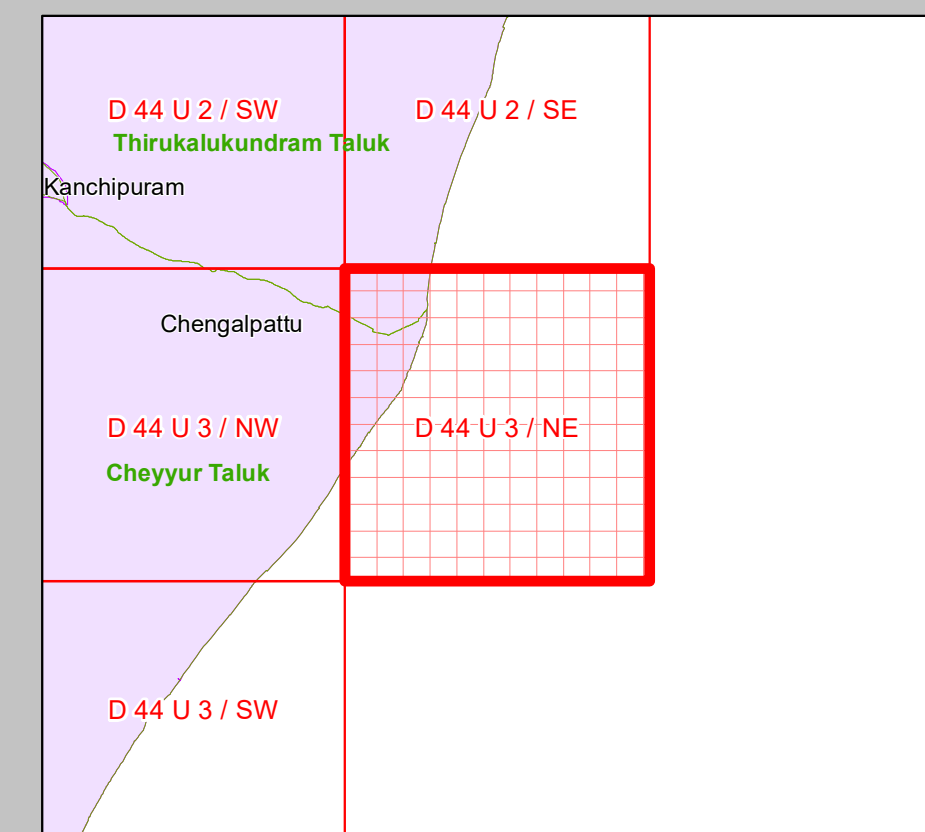 D 44 U 2 / SW
D 44 U 2 / SE
Thirukalukundram Taluk
Kanchipuram
Chengalpattu
D 44 U 3 / NW
D 44 U 3 / NE
Cheyyur Taluk
D 44 U 3 / SW